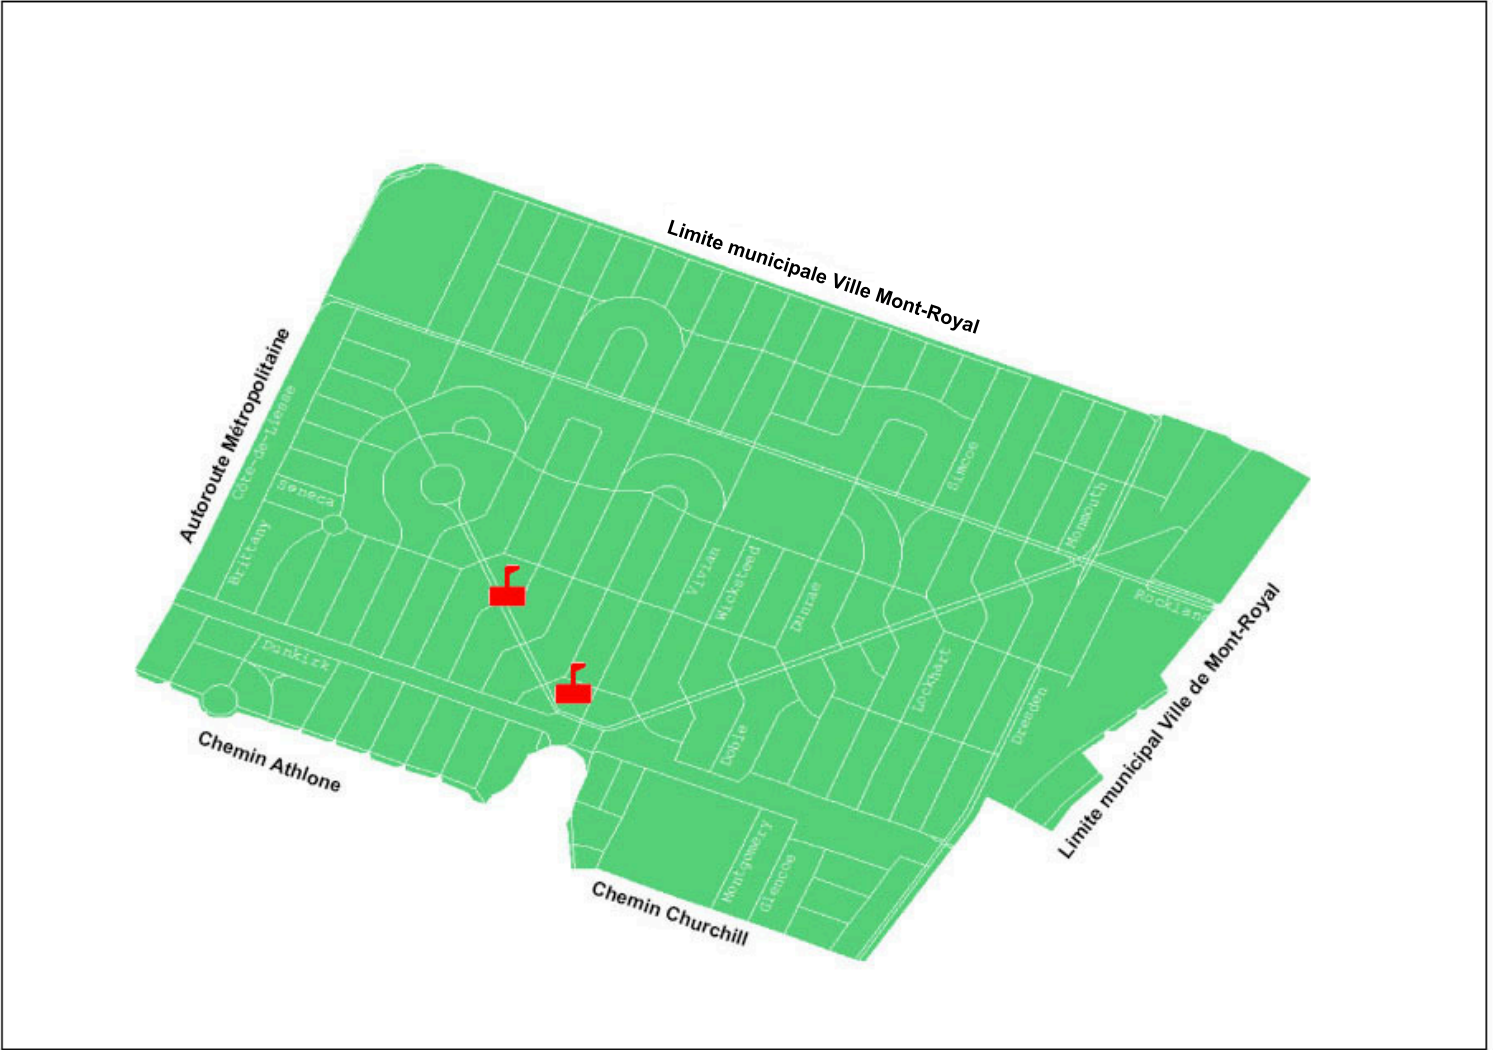 Limite municipale Ville Mont-Royal
Autoroute Métropolitaine
Côte-de-Liesse
Simcoe
Seneca
Monmouth
Brittany
Vivian
Wicksteed
Dunrae
Rockland
Limite municipal Ville de Mont-Royal
Dunkirk
Lockhart
Dresden
Doble
Chemin Athlone
Montgomery
Glencoe
Chemin Churchill